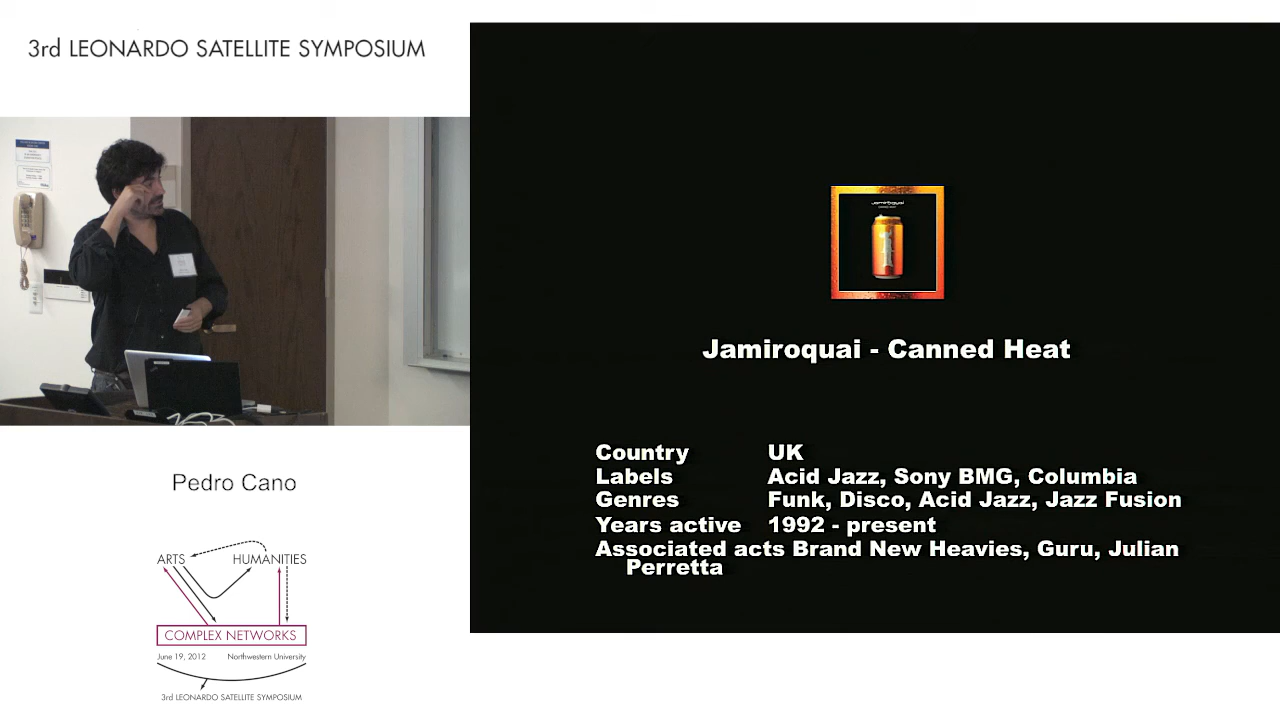 3rd LEONARDO SATELLITE SYMPOSIUM
jamiroquai
Jamiroquai - Canned Heat
Country UK
Labels Acid Jazz, Sony BMG, Columbia
Genres Funk, Disco, Acid Jazz, Jazz Fusion
Years active 1992 - present
Associated acts Brand New Heavies, Guru, Julian
Perretta
Pedro Cano
ARTS HUMANITIES
COMPLEX NETWORKS
June 19, 2012 Northwestern University
3rd LEONARDO SATELLITE SYMPOSIUM